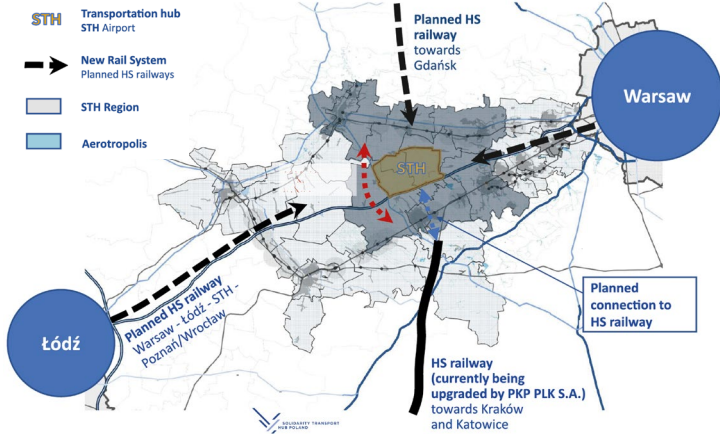 STH
Transportation hub
STH Airport
New Rail System
Planned HS railways
STH Region
Aerotropolis
Planned HS
railway
towards
Gdańsk
Warsaw
STH
Planned HS railway
Warsaw - Łódź - STH -
Poznań/Wrocław
Łódź
Planned
connection to
HS railway
HS railway
(currently being
upgraded by PKP PLK S.A.)
towards Kraków
and Katowice
SOLIDARITY TRANSPORT
HUB POLAND